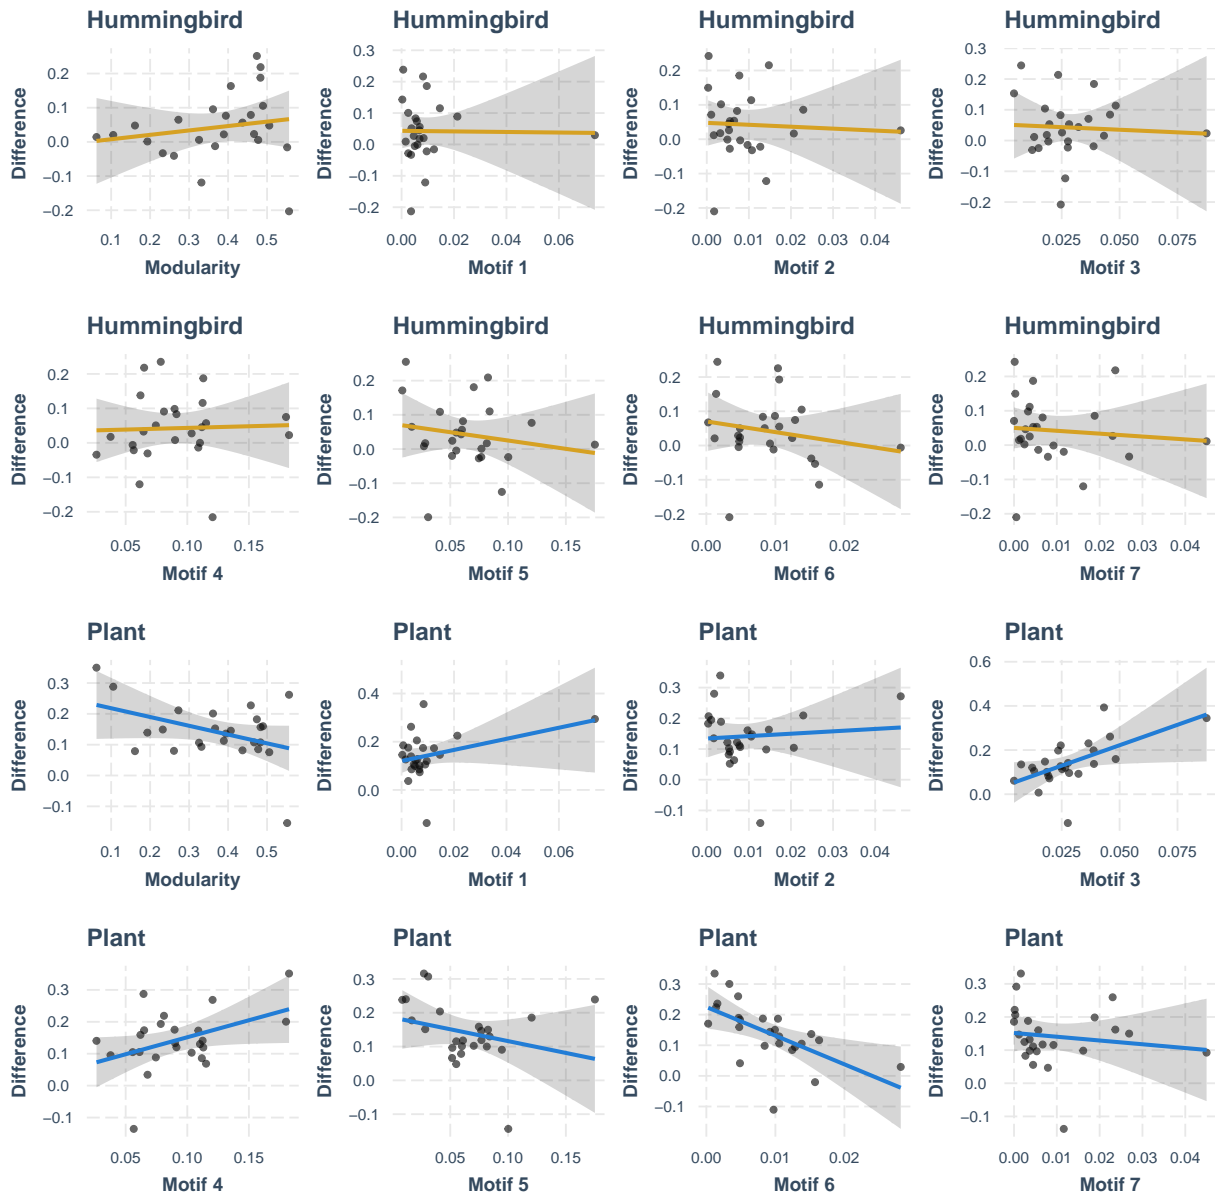 Hummingbird Hummingbird Hummingbird Hummingbird
Difference
0.2
0.1
0.0
−0.1
−0.2
0.1 0.2 0.3 0.4 0.5
Modularity
Difference
0.3
0.2
0.1
0.0
−0.1
−0.2
0.00 0.02 0.04 0.06
Motif 1
Difference
0.2
0.1
0.0
−0.1
−0.2
0.00 0.01 0.02 0.03 0.04
Motif 2
Difference
0.3
0.2
0.1
0.0
−0.1
−0.2
0.025 0.050 0.075
Motif 3
Hummingbird Hummingbird Hummingbird Hummingbird
Difference
0.2
0.1
0.0
−0.1
−0.2
0.05 0.10 0.15
Motif 4
Difference
0.2
0.1
0.0
−0.1
−0.2
0.05 0.10 0.15
Motif 5
Difference
0.2
0.1
0.0
−0.1
−0.2
0.00 0.01 0.02
Motif 6
Difference
0.2
0.1
0.0
−0.1
−0.2
0.00 0.01 0.02 0.03 0.04
Motif 7
Plant Plant Plant Plant
Difference
0.3
0.2
0.1
0.0
−0.1
0.1 0.2 0.3 0.4 0.5
Modularity
Difference
0.4
0.2
0.0
0.00 0.02 0.04 0.06
Motif 1
Difference
0.3
0.2
0.1
0.0
−0.1
0.00 0.01 0.02 0.03 0.04
Motif 2
Difference
0.6
0.4
0.2
0.0
0.025 0.050 0.075
Motif 3
Plant Plant Plant Plant
Difference
0.3
0.2
0.1
0.0
−0.1
0.05 0.10 0.15
Motif 4
Difference
0.3
0.2
0.1
0.0
−0.1
0.05 0.10 0.15
Motif 5
Difference
0.3
0.2
0.1
0.0
−0.1
0.00 0.01 0.02
Motif 6
Difference
0.3
0.2
0.1
0.0
−0.1
0.00 0.01 0.02 0.03 0.04
Motif 7